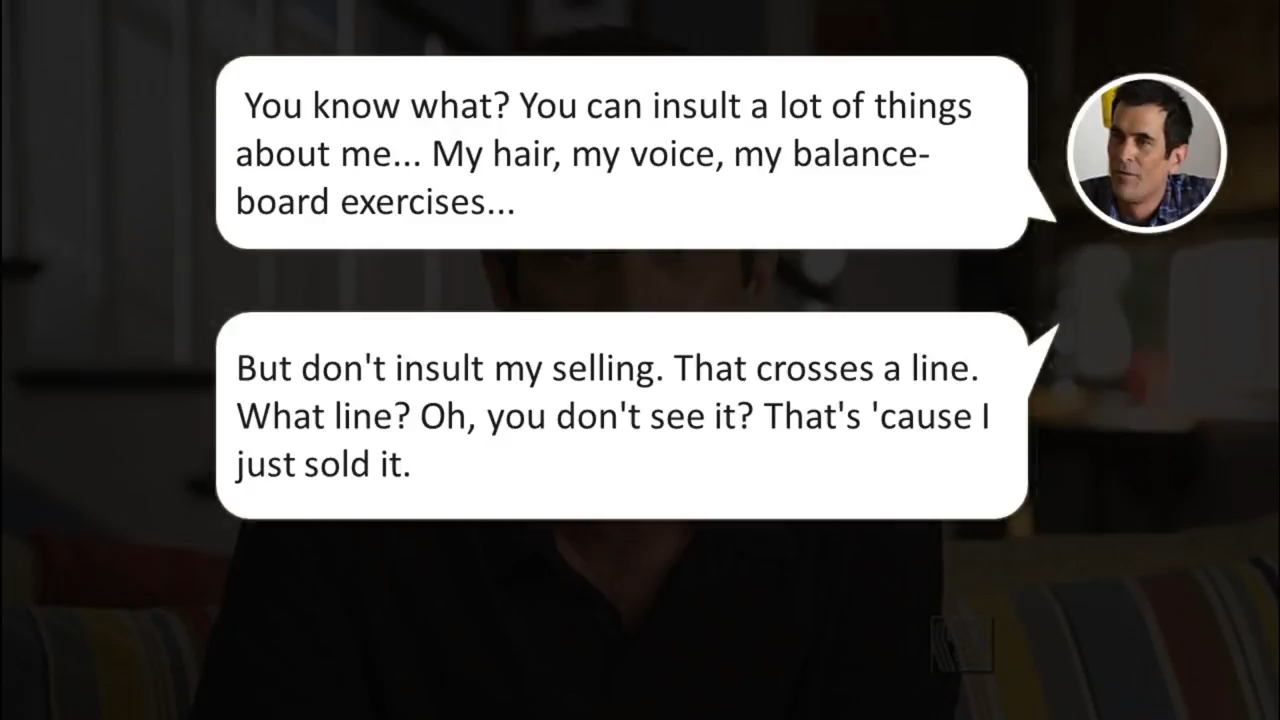 You know what? You can insult a lot of things
about me... My hair, my voice, my balance-
board exercises...
But don't insult my selling. That crosses a line.
What line? Oh, you don't see it? That's 'cause I
just sold it.